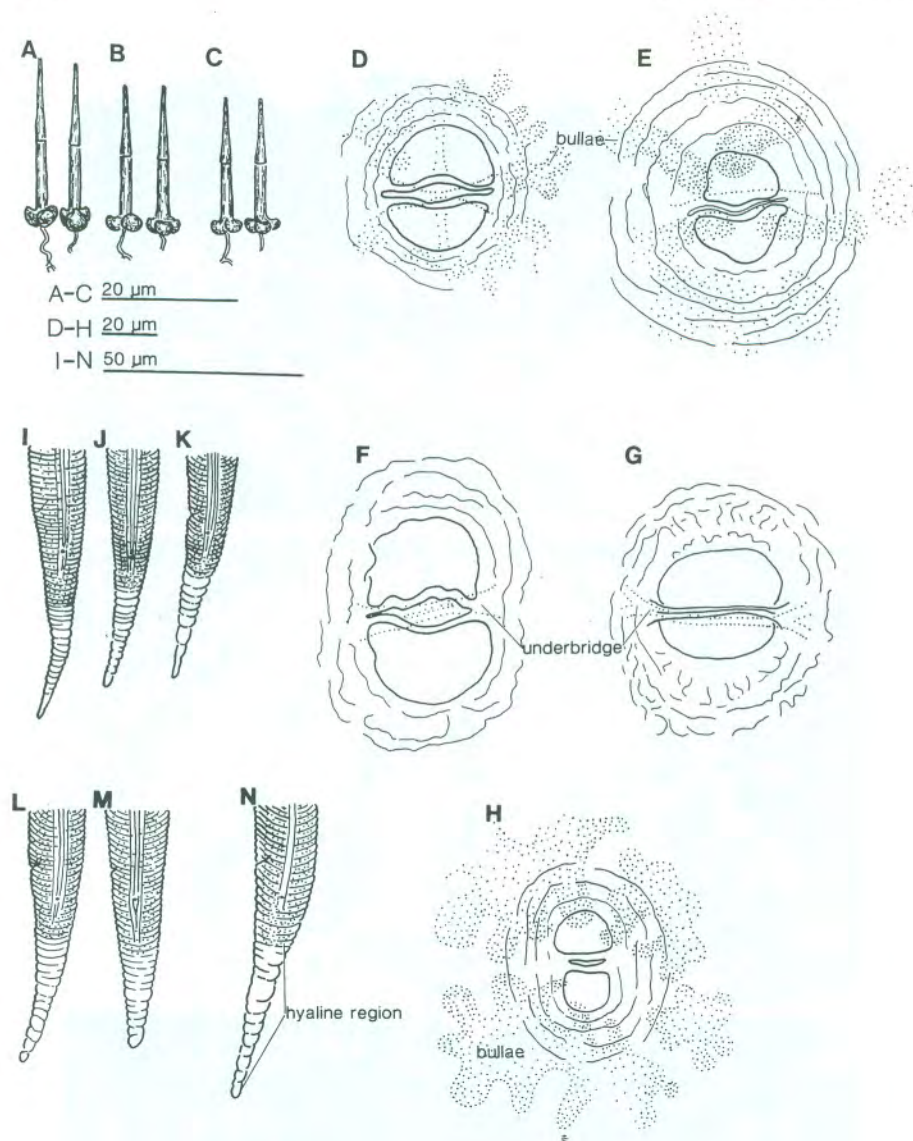 A
B
C
D
E
bullae
A-C 20 µm
D-H 20 µm
I-N 50 µm
I
J
K
F
G
underbridge
L
M
N
H
hyaline region
bullae